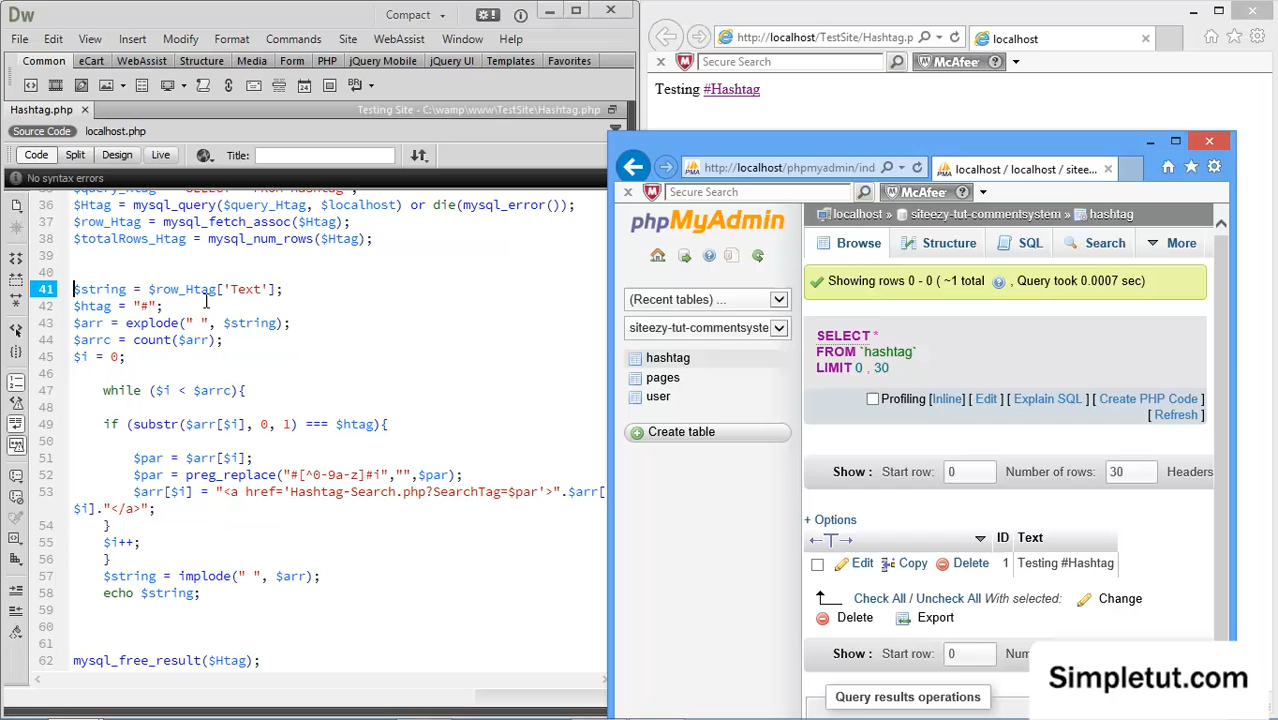 Dw
Compact
File Edit View Insert Modify Format Commands Site WebAssist Window Help
Common eCart WebAssist Structure Media Form PHP jQuery Mobile jQuery UI Templates Favorites
Hashtag.php × Testing Site - C:\wamp\www\TestSite\Hashtag.php
Source Code localhost.php
Code Split Design Live Title:
No syntax errors
36 $Htag = mysql_query($query_Htag, $localhost) or die(mysql_error());
37 $row_Htag = mysql_fetch_assoc($Htag);
38 $totalRows_Htag = mysql_num_rows($Htag);
39
40
41 $string = $row_Htag['Text'];
42 $htag = "#";
43 $arr = explode(" ", $string);
44 $arrc = count($arr);
45 $i = 0;
46
47 while ($i < $arrc){
48
49 if (substr($arr[$i], 0, 1) === $htag){
50
51 $par = $arr[$i];
52 $par = preg_replace("#[^0-9a-z]#i","",$par);
53 $arr[$i] = "<a href='Hashtag-Search.php?SearchTag=$par'>".$arr[
$i]."</a>";
54 }
55 $i++;
56 }
57 $string = implode(" ", $arr);
58 echo $string;
59
60
61
62 mysql_free_result($Htag);
http://localhost/TestSite/Hashtag.p
localhost
Secure Search McAfee
Testing #Hashtag
http://localhost/phpmyadmin/ind
localhost / localhost / sitee...
Secure Search McAfee
phpMyAdmin
(Recent tables) ...
siteezy-tut-commentsyste
hashtag
pages
user
Create table
localhost » siteezy-tut-commentsystem » hashtag
Browse Structure SQL Search More
Showing rows 0 - 0 ( ~1 total , Query took 0.0007 sec)
SELECT *
FROM `hashtag`
LIMIT 0 , 30
Profiling [Inline] [ Edit ] [ Explain SQL ] [ Create PHP Code ]
[ Refresh ]
Show : Start row: 0 Number of rows: 30 Headers
+ Options
←T→ ID Text
Edit Copy Delete 1 Testing #Hashtag
Check All / Uncheck All With selected: Change
Delete Export
Show : Start row: 0
Query results operations
Simpletut.com